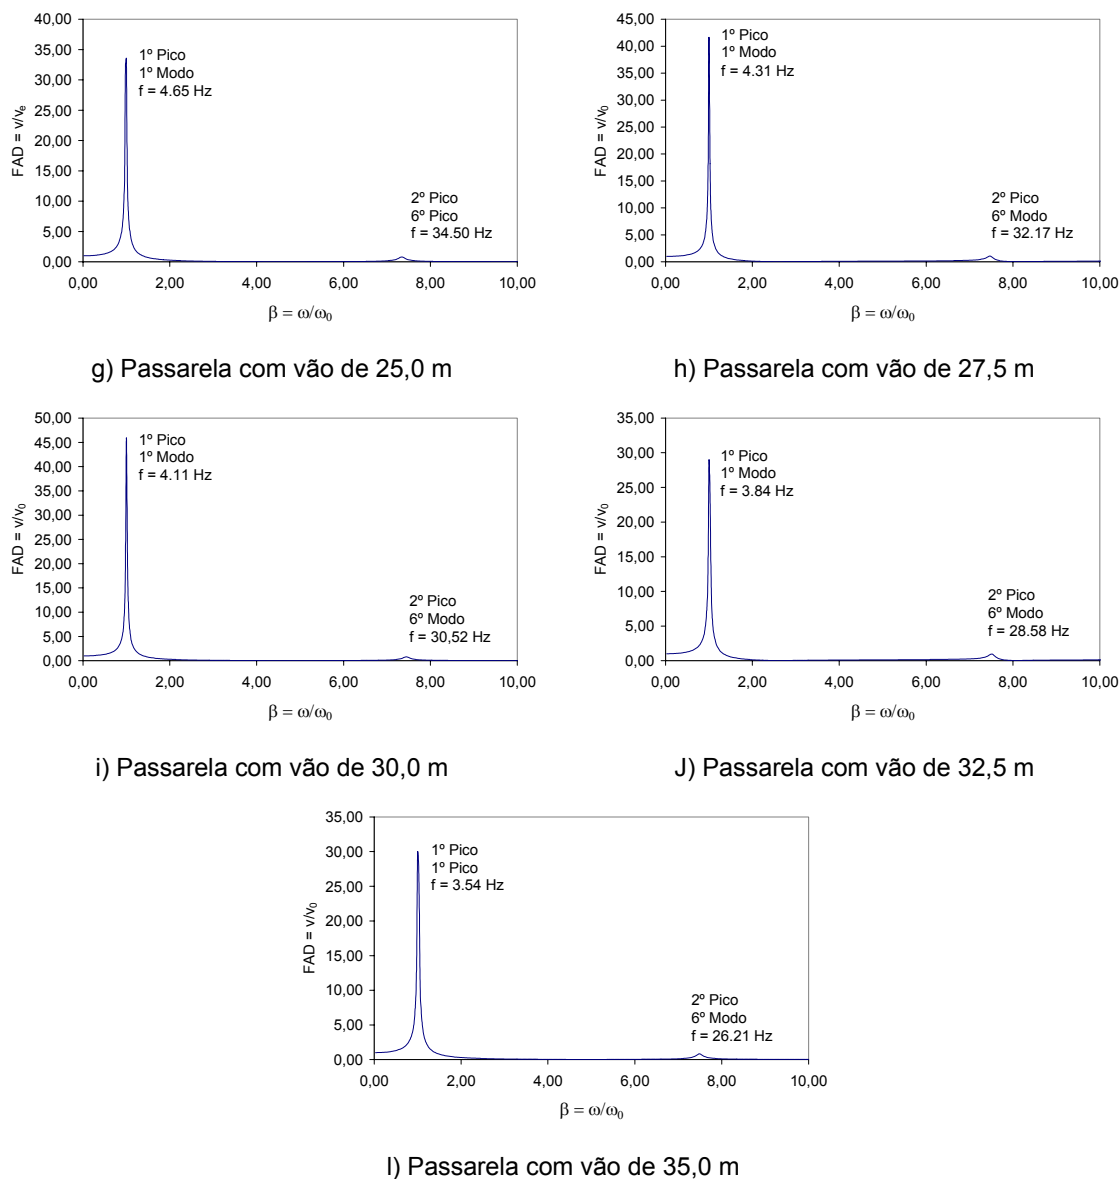 40,00
35,00
30,00
25,00
20,00
15,00
10,00
5,00
0,00
FAD = v/vₑ
1º Pico
1º Modo
f = 4.65 Hz
2º Pico
6º Pico
f = 34.50 Hz
0,00 2,00 4,00 6,00 8,00 10,00
β = ω/ω₀
g) Passarela com vão de 25,0 m
45,00
40,00
35,00
30,00
25,00
20,00
15,00
10,00
5,00
0,00
FAD = v/v₀
1º Pico
1º Modo
f = 4.31 Hz
2º Pico
6º Modo
f = 32.17 Hz
0,00 2,00 4,00 6,00 8,00 10,00
β = ω/ω₀
h) Passarela com vão de 27,5 m
50,00
45,00
40,00
35,00
30,00
25,00
20,00
15,00
10,00
5,00
0,00
FAD = v/v₀
1º Pico
1º Modo
f = 4.11 Hz
2º Pico
6º Modo
f = 30,52 Hz
0,00 2,00 4,00 6,00 8,00 10,00
β = ω/ω₀
i) Passarela com vão de 30,0 m
35,00
30,00
25,00
20,00
15,00
10,00
5,00
0,00
FAD = v/v₀
1º Pico
1º Modo
f = 3.84 Hz
2º Pico
6º Modo
f = 28.58 Hz
0,00 2,00 4,00 6,00 8,00 10,00
β = ω/ω₀
J) Passarela com vão de 32,5 m
35,00
30,00
25,00
20,00
15,00
10,00
5,00
0,00
FAD = v/v₀
1º Pico
1º Pico
f = 3.54 Hz
2º Pico
6º Modo
f = 26.21 Hz
0,00 2,00 4,00 6,00 8,00 10,00
β = ω/ω₀
l) Passarela com vão de 35,0 m